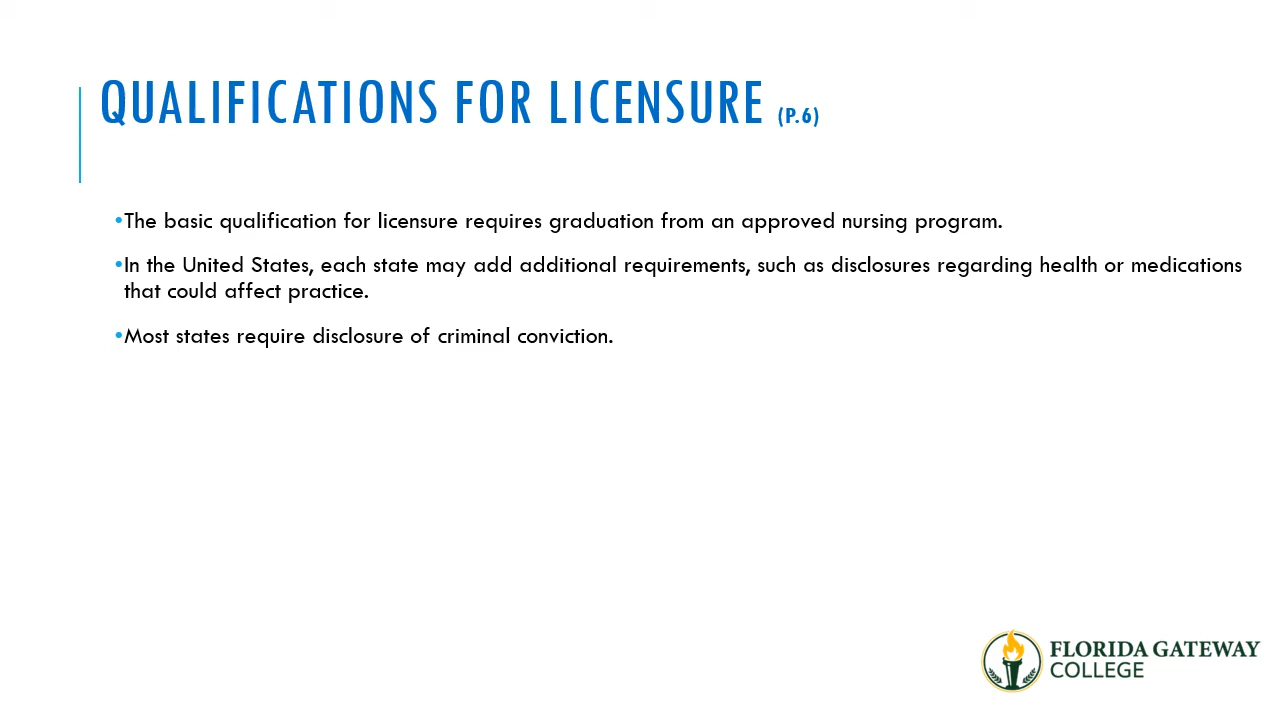 QUALIFICATIONS FOR LICENSURE (P.6)
•The basic qualification for licensure requires graduation from an approved nursing program.
•In the United States, each state may add additional requirements, such as disclosures regarding health or medications
that could affect practice.
•Most states require disclosure of criminal conviction.
FLORIDA GATEWAY
COLLEGE